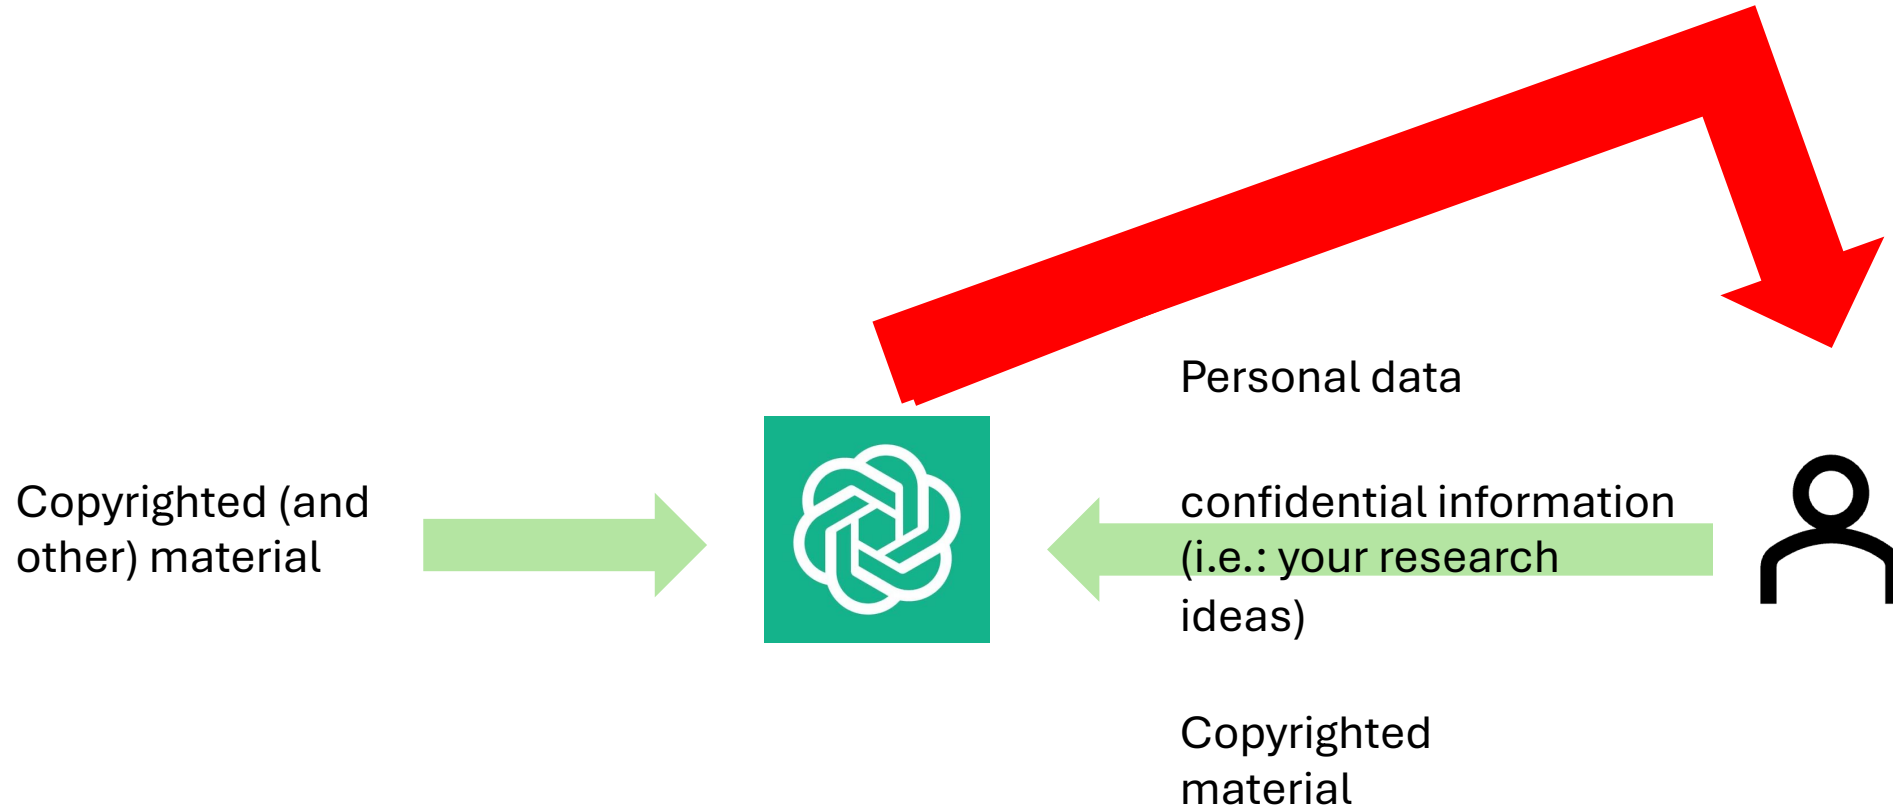 Copyrighted (and
other) material
Personal data
confidential information
(i.e.: your research
ideas)
Copyrighted
material